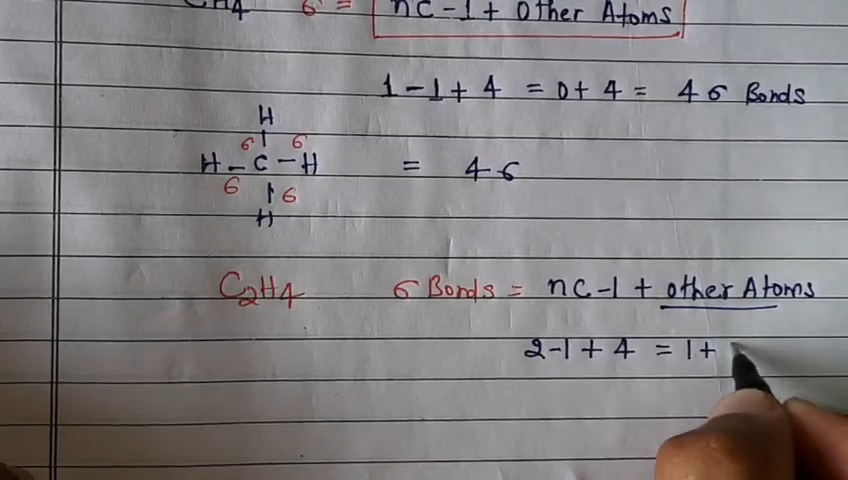 CH4 σ = nc-1 + other Atoms
1-1+4 = 0+4 = 4σ Bonds
H
σ σ
H - C - H = 4σ
σ σ
H
C2H4 σ Bonds = nc-1 + other Atoms
2-1+4 = 1+